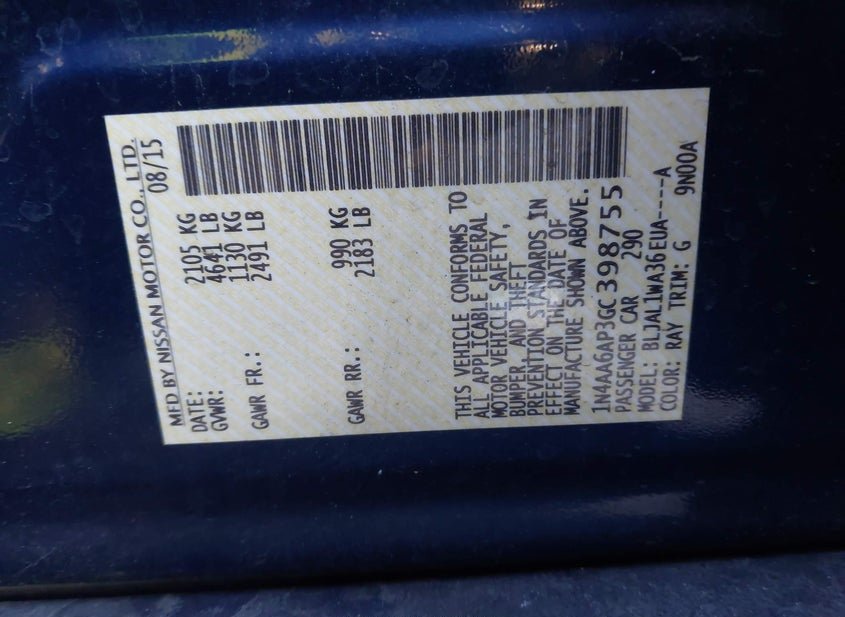 MFD BY NISSAN MOTOR CO., LTD.
DATE: 08/15
GVWR: 2105 KG
4641 LB
GAWR FR.: 1130 KG
2491 LB
GAWR RR.: 990 KG
2183 LB
THIS VEHICLE CONFORMS TO
ALL APPLICABLE FEDERAL
MOTOR VEHICLE SAFETY,
BUMPER, AND THEFT
PREVENTION STANDARDS IN
EFFECT ON THE DATE OF
MANUFACTURE SHOWN ABOVE.
1N4AA6AP3GC398755
PASSENGER CAR 290
MODEL: BLJAL1WA36EUA----A
COLOR: RAY TRIM: G 9N00A